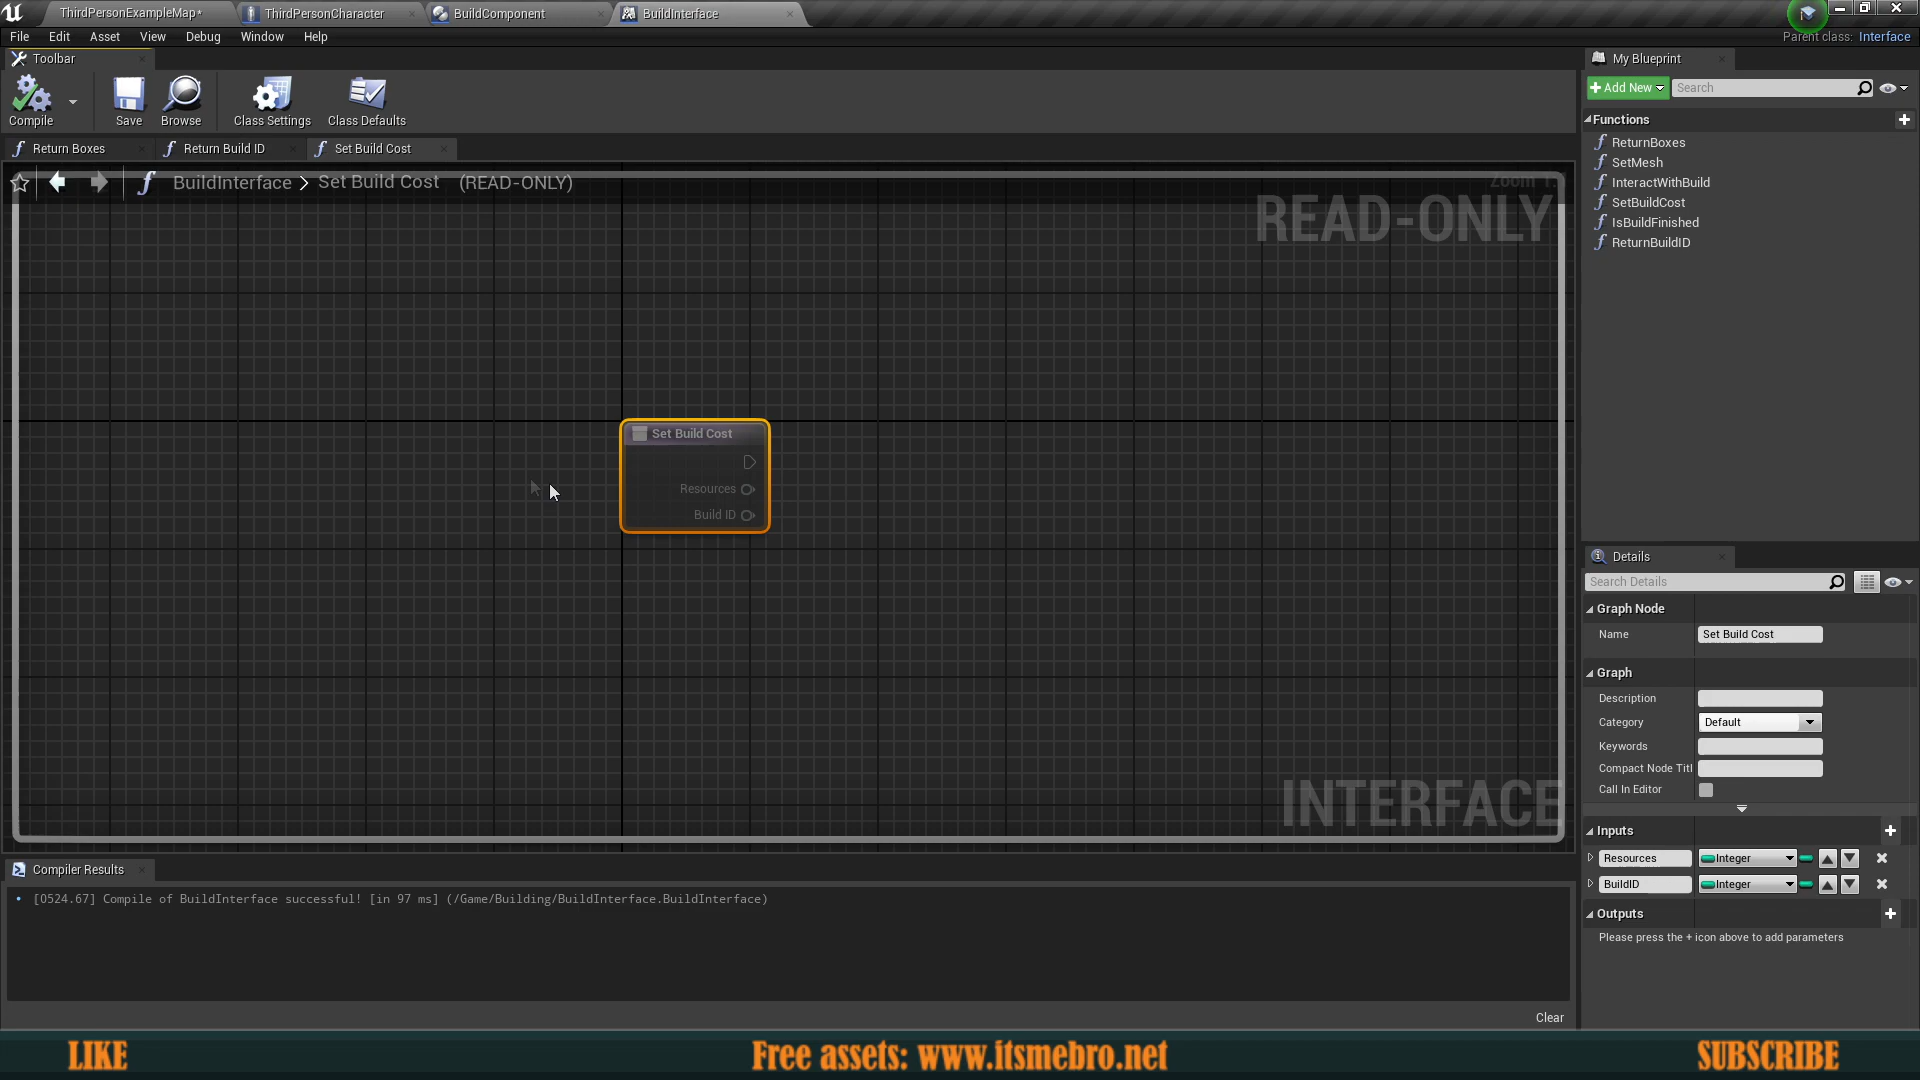 ThirdPersonExampleMap*
ThirdPersonCharacter
BuildComponent
BuildInterface
File
Edit
Asset
View
Debug
Window
Help
Parent class: Interface
Toolbar
My Blueprint
Compile
Save
Browse
Class Settings
Class Defaults
+ Add New
Search
Functions
ReturnBoxes
SetMesh
InteractWithBuild
SetBuildCost
IsBuildFinished
ReturnBuildID
Return Boxes
Return Build ID
Set Build Cost
BuildInterface > Set Build Cost (READ-ONLY)
READ-ONLY
Set Build Cost
Resources
Build ID
INTERFACE
Details
Search Details
Graph Node
Name
Set Build Cost
Graph
Description
Category
Default
Keywords
Compact Node Titl
Call In Editor
Inputs
Resources
Integer
BuildID
Integer
Outputs
Please press the + icon above to add parameters
Compiler Results
[0524.67] Compile of BuildInterface successful! [in 97 ms] (/Game/Building/BuildInterface.BuildInterface)
Clear
LIKE
Free assets: www.itsmebro.net
SUBSCRIBE